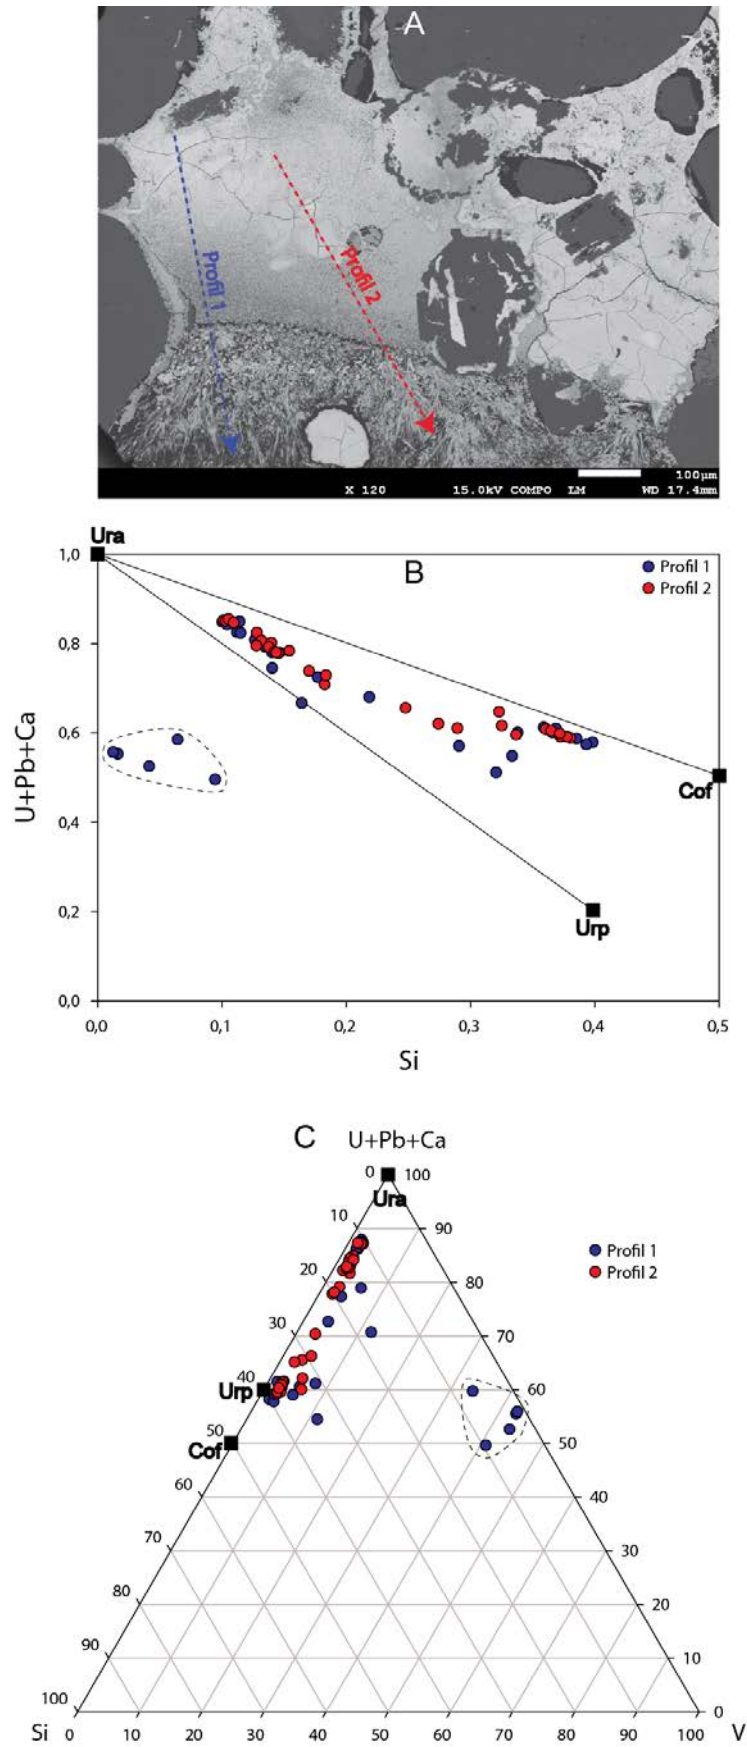 A
Profil 1
Profil 2
100µm
X 120 15.0kV COMPO LM WD 17.4mm
Ura
B
Profil 1
Profil 2
1,0
0,8
0,6
0,4
0,2
0,0
U+Pb+Ca
Cof
Urp
0,0 0,1 0,2 0,3 0,4 0,5
Si
C U+Pb+Ca
0 100
Ura
10 90
Profil 1
Profil 2
20 80
30 70
40 60
Urp
50 50
Cof
60 40
70 30
80 20
90 10
100 0
Si 0 10 20 30 40 50 60 70 80 90 100 V